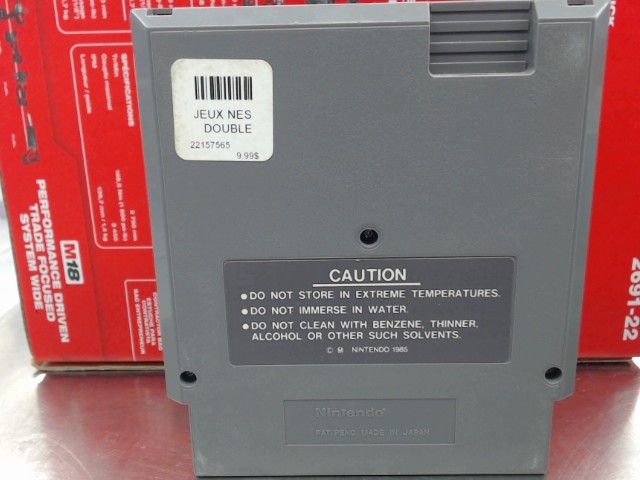 JEUX NES
DOUBLE
22157565
9.99$
CAUTION
●DO NOT STORE IN EXTREME TEMPERATURES.
●DO NOT IMMERSE IN WATER.
●DO NOT CLEAN WITH BENZENE, THINNER,
ALCOHOL OR OTHER SUCH SOLVENTS.
© Ⓜ NINTENDO 1985
Nintendo
PAT.PEND. MADE IN JAPAN
M18
PERFORMANCE DRIVEN
TRADE FOCUSED
SYSTEM WIDE
SPECIFICATIONS
2691-22